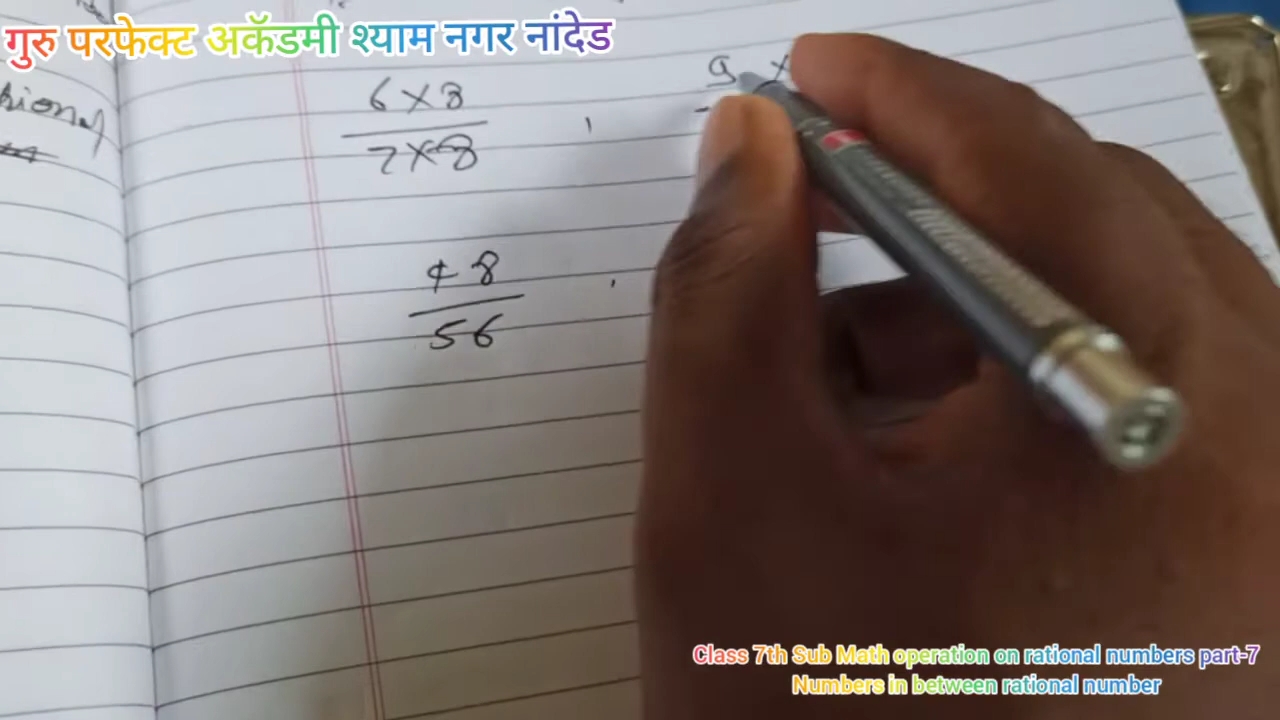 गुरु परफेक्ट अकॅडमी श्याम नगर नांदेड
6 × 8
7 × 8
,
9 ×
48
56
,
Class 7th Sub Math operation on rational numbers part-7
Numbers in between rational number